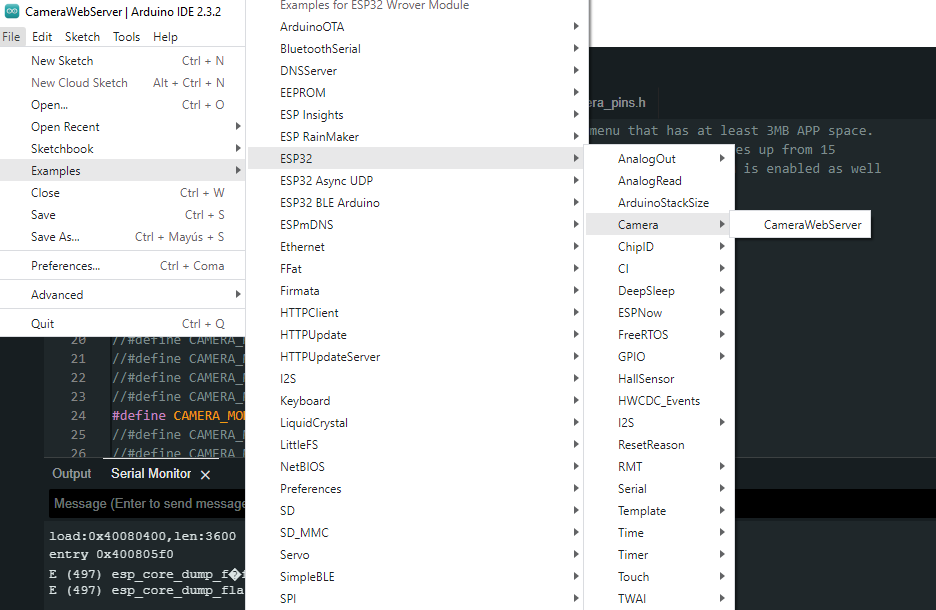 CameraWebServer | Arduino IDE 2.3.2
File Edit Sketch Tools Help
New Sketch Ctrl + N
New Cloud Sketch Alt + Ctrl + N
Open... Ctrl + O
Open Recent
Sketchbook
Examples
Close Ctrl + W
Save Ctrl + S
Save As... Ctrl + Mayús + S
Preferences... Ctrl + Coma
Advanced
Quit Ctrl + Q
Examples for ESP32 Wrover Module
ArduinoOTA
BluetoothSerial
DNSServer
EEPROM
ESP Insights
ESP RainMaker
ESP32
ESP32 Async UDP
ESP32 BLE Arduino
ESPmDNS
Ethernet
FFat
Firmata
HTTPClient
HTTPUpdate
HTTPUpdateServer
I2S
Keyboard
LiquidCrystal
LittleFS
NetBIOS
Preferences
SD
SD_MMC
Servo
SimpleBLE
SPI
AnalogOut
AnalogRead
ArduinoStackSize
Camera
ChipID
CI
DeepSleep
ESPNow
FreeRTOS
GPIO
HallSensor
HWCDC_Events
I2S
ResetReason
RMT
Serial
Template
Time
Timer
Touch
TWAI
CameraWebServer
era_pins.h
menu that has at least 3MB APP space.
es up from 15
is enabled as well
20 //#define CAMERA_M
21 //#define CAMERA_M
22 //#define CAMERA_M
23 //#define CAMERA_M
24 #define CAMERA_MO
25 //#define CAMERA_M
26 //#define CAMERA_M
Output Serial Monitor
Message (Enter to send message
load:0x40080400,len:3600
entry 0x400805f0
E (497) esp_core_dump_f�f
E (497) esp_core_dump_fla